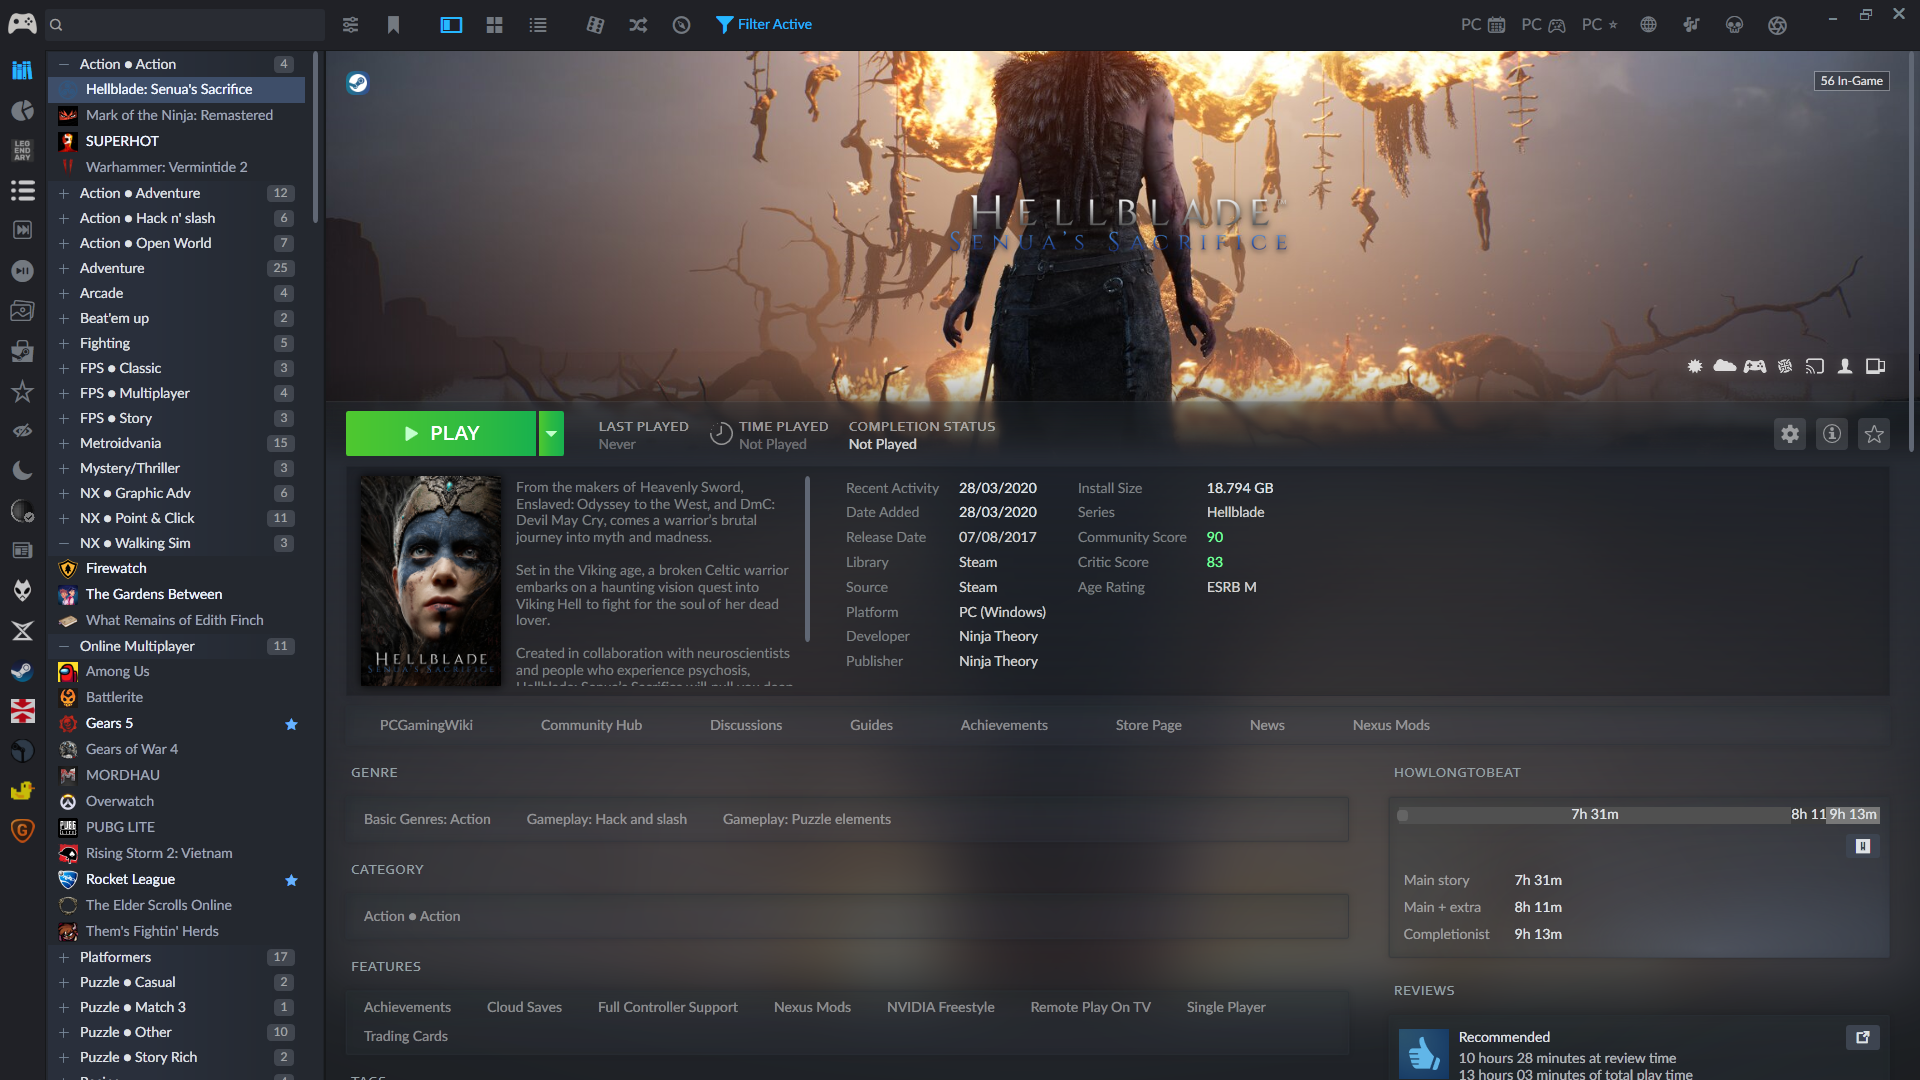 Filter Active
PC
PC
PC
LEG
END
ARY
Action ● Action 4
Hellblade: Senua's Sacrifice
Mark of the Ninja: Remastered
SUPERHOT
Warhammer: Vermintide 2
Action ● Adventure 12
Action ● Hack n' slash 6
Action ● Open World 7
Adventure 25
Arcade 4
Beat'em up 2
Fighting 5
FPS ● Classic 3
FPS ● Multiplayer 4
FPS ● Story 3
Metroidvania 15
Mystery/Thriller 3
NX ● Graphic Adv 6
NX ● Point & Click 11
NX ● Walking Sim 3
Firewatch
The Gardens Between
What Remains of Edith Finch
Online Multiplayer 11
Among Us
Battlerite
Gears 5
Gears of War 4
MORDHAU
Overwatch
PUBG LITE
Rising Storm 2: Vietnam
Rocket League
The Elder Scrolls Online
Them's Fightin' Herds
Platformers 17
Puzzle ● Casual 2
Puzzle ● Match 3 1
Puzzle ● Other 10
Puzzle ● Story Rich 2
56 In-Game
HELLBLADE™
SENUA'S SACRIFICE
PLAY
LAST PLAYED
Never
TIME PLAYED
Not Played
COMPLETION STATUS
Not Played
HELLBLADE
SENUA'S SACRIFICE
From the makers of Heavenly Sword,
Enslaved: Odyssey to the West, and DmC:
Devil May Cry, comes a warrior's brutal
journey into myth and madness.
Set in the Viking age, a broken Celtic warrior
embarks on a haunting vision quest into
Viking Hell to fight for the soul of her dead
lover.
Created in collaboration with neuroscientists
and people who experience psychosis,
Hellblade: Senua's Sacrifice will pull you deep
Recent Activity 28/03/2020
Date Added 28/03/2020
Release Date 07/08/2017
Library Steam
Source Steam
Platform PC (Windows)
Developer Ninja Theory
Publisher Ninja Theory
Install Size 18.794 GB
Series Hellblade
Community Score 90
Critic Score 83
Age Rating ESRB M
PCGamingWiki Community Hub Discussions Guides Achievements Store Page News Nexus Mods
GENRE
Basic Genres: Action Gameplay: Hack and slash Gameplay: Puzzle elements
CATEGORY
Action ● Action
FEATURES
Achievements Cloud Saves Full Controller Support Nexus Mods NVIDIA Freestyle Remote Play On TV Single Player
Trading Cards
TAGS
HOWLONGTOBEAT
7h 31m 8h 11 9h 13m
Main story 7h 31m
Main + extra 8h 11m
Completionist 9h 13m
REVIEWS
Recommended
10 hours 28 minutes at review time
13 hours 03 minutes of total play time